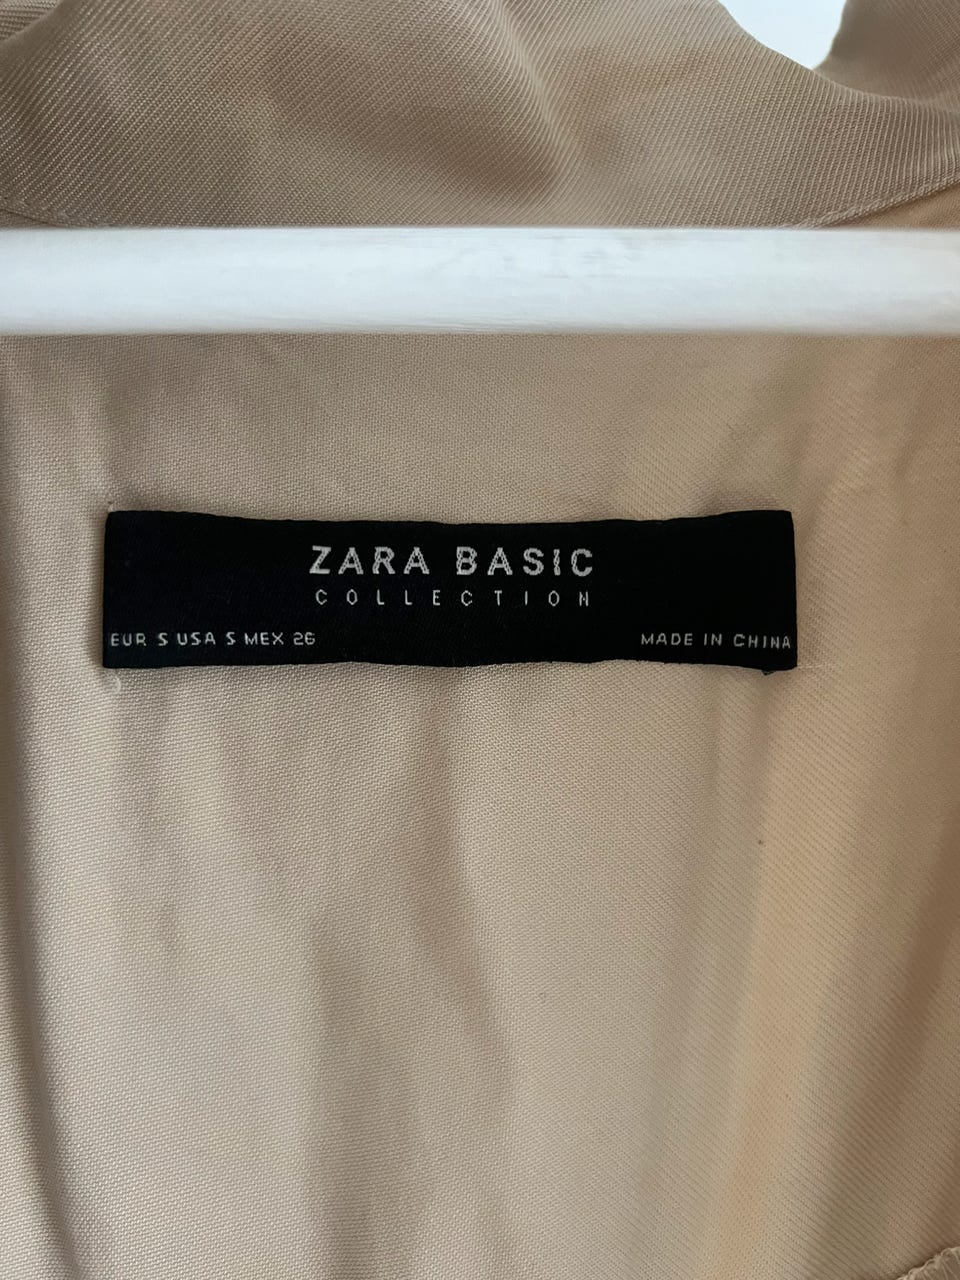 ZARA BASIC
COLLECTION
EUR S USA S MEX 26
MADE IN CHINA